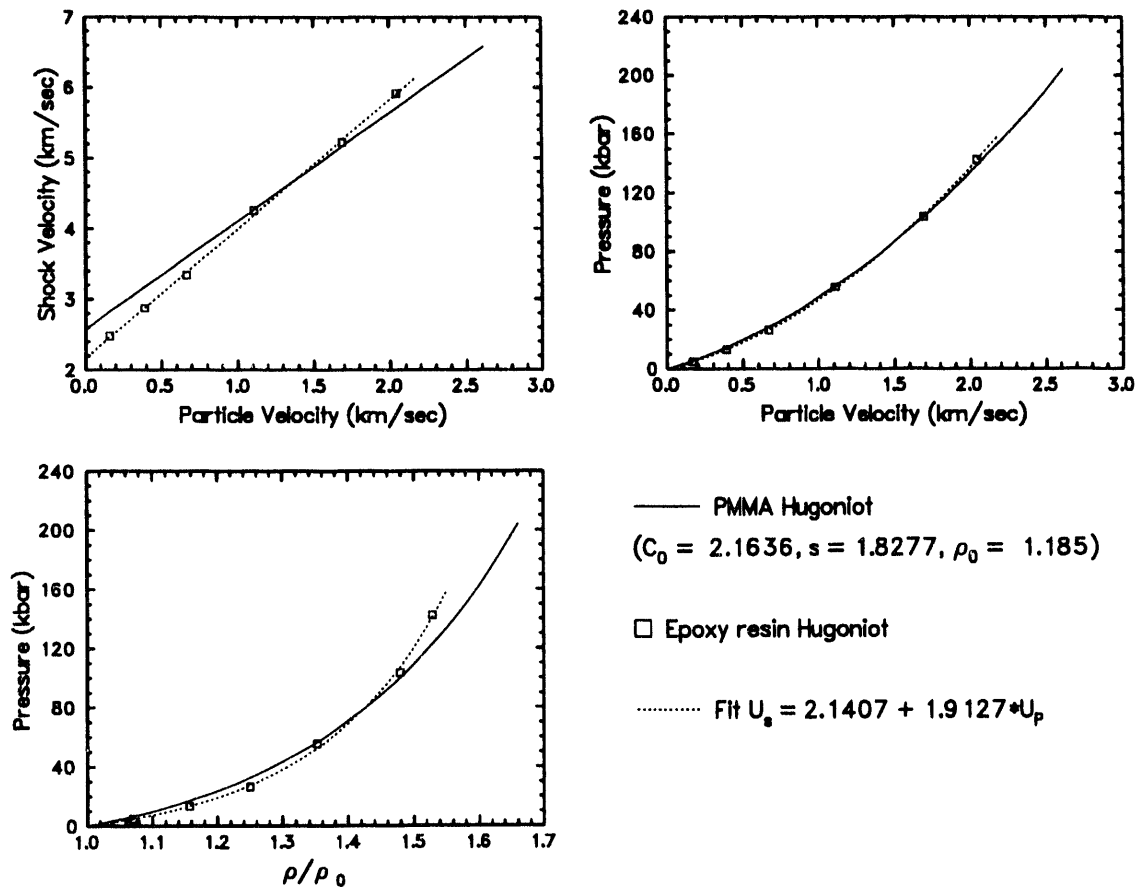 7
6
5
4
3
2
0.0 0.5 1.0 1.5 2.0 2.5 3.0
Shock Velocity (km/sec)
Particle Velocity (km/sec)
240
200
160
120
80
40
0
0.0 0.5 1.0 1.5 2.0 2.5 3.0
Pressure (kbar)
Particle Velocity (km/sec)
240
200
160
120
80
40
0
1.0 1.1 1.2 1.3 1.4 1.5 1.6 1.7
Pressure (kbar)
ρ/ρ₀
PMMA Hugoniot
(C₀ = 2.1636, s = 1.8277, ρ₀ = 1.185)
Epoxy resin Hugoniot
Fit Uₛ = 2.1407 + 1.9127*Uₚ